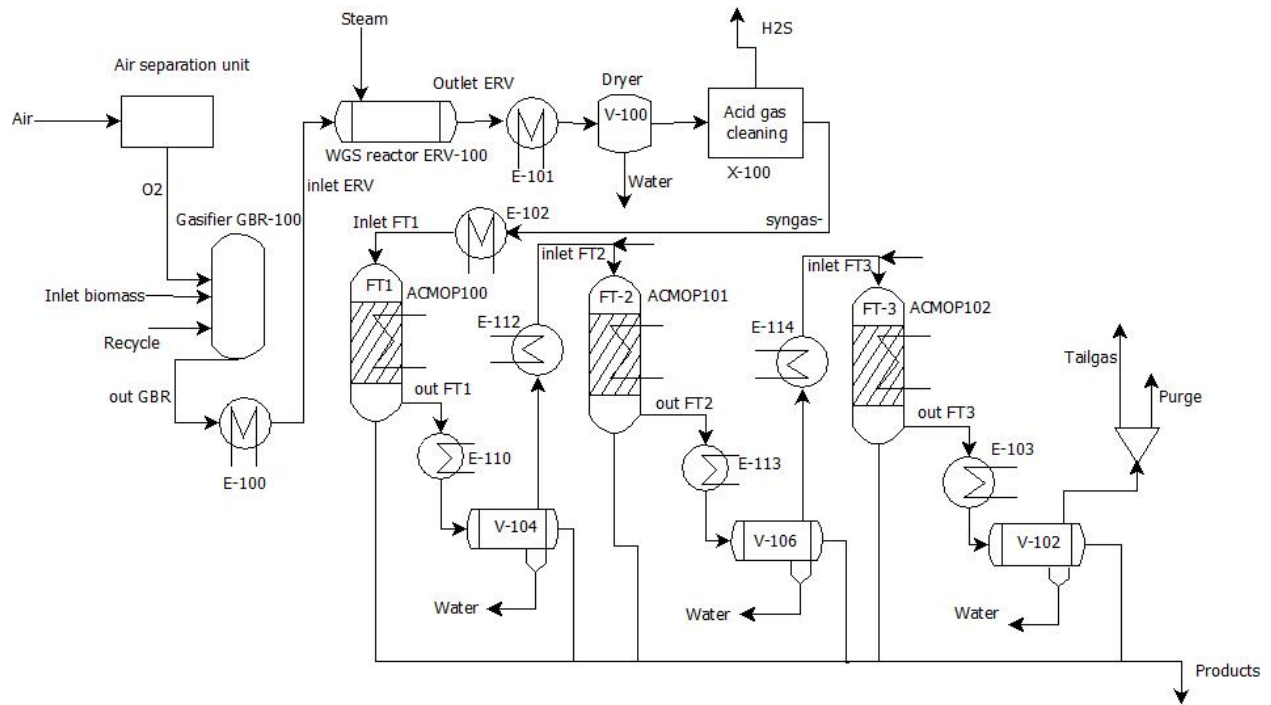 Steam
H2S
Air separation unit
Outlet ERV
Dryer
Air
V-100
Acid gas
cleaning
WGS reactor ERV-100
E-101
Water
X-100
O2
inlet ERV
Gasifier GBR-100
Inlet FT1
E-102
syngas-
inlet FT2
inlet FT3
FT1
ACMOP100
FT-2
ACMOP101
FT-3
ACMOP102
Inlet biomass
Recycle
E-112
E-114
Tailgas
Purge
out GBR
out FT1
out FT2
out FT3
E-100
E-110
E-113
E-103
V-104
V-106
V-102
Water
Water
Water
Products